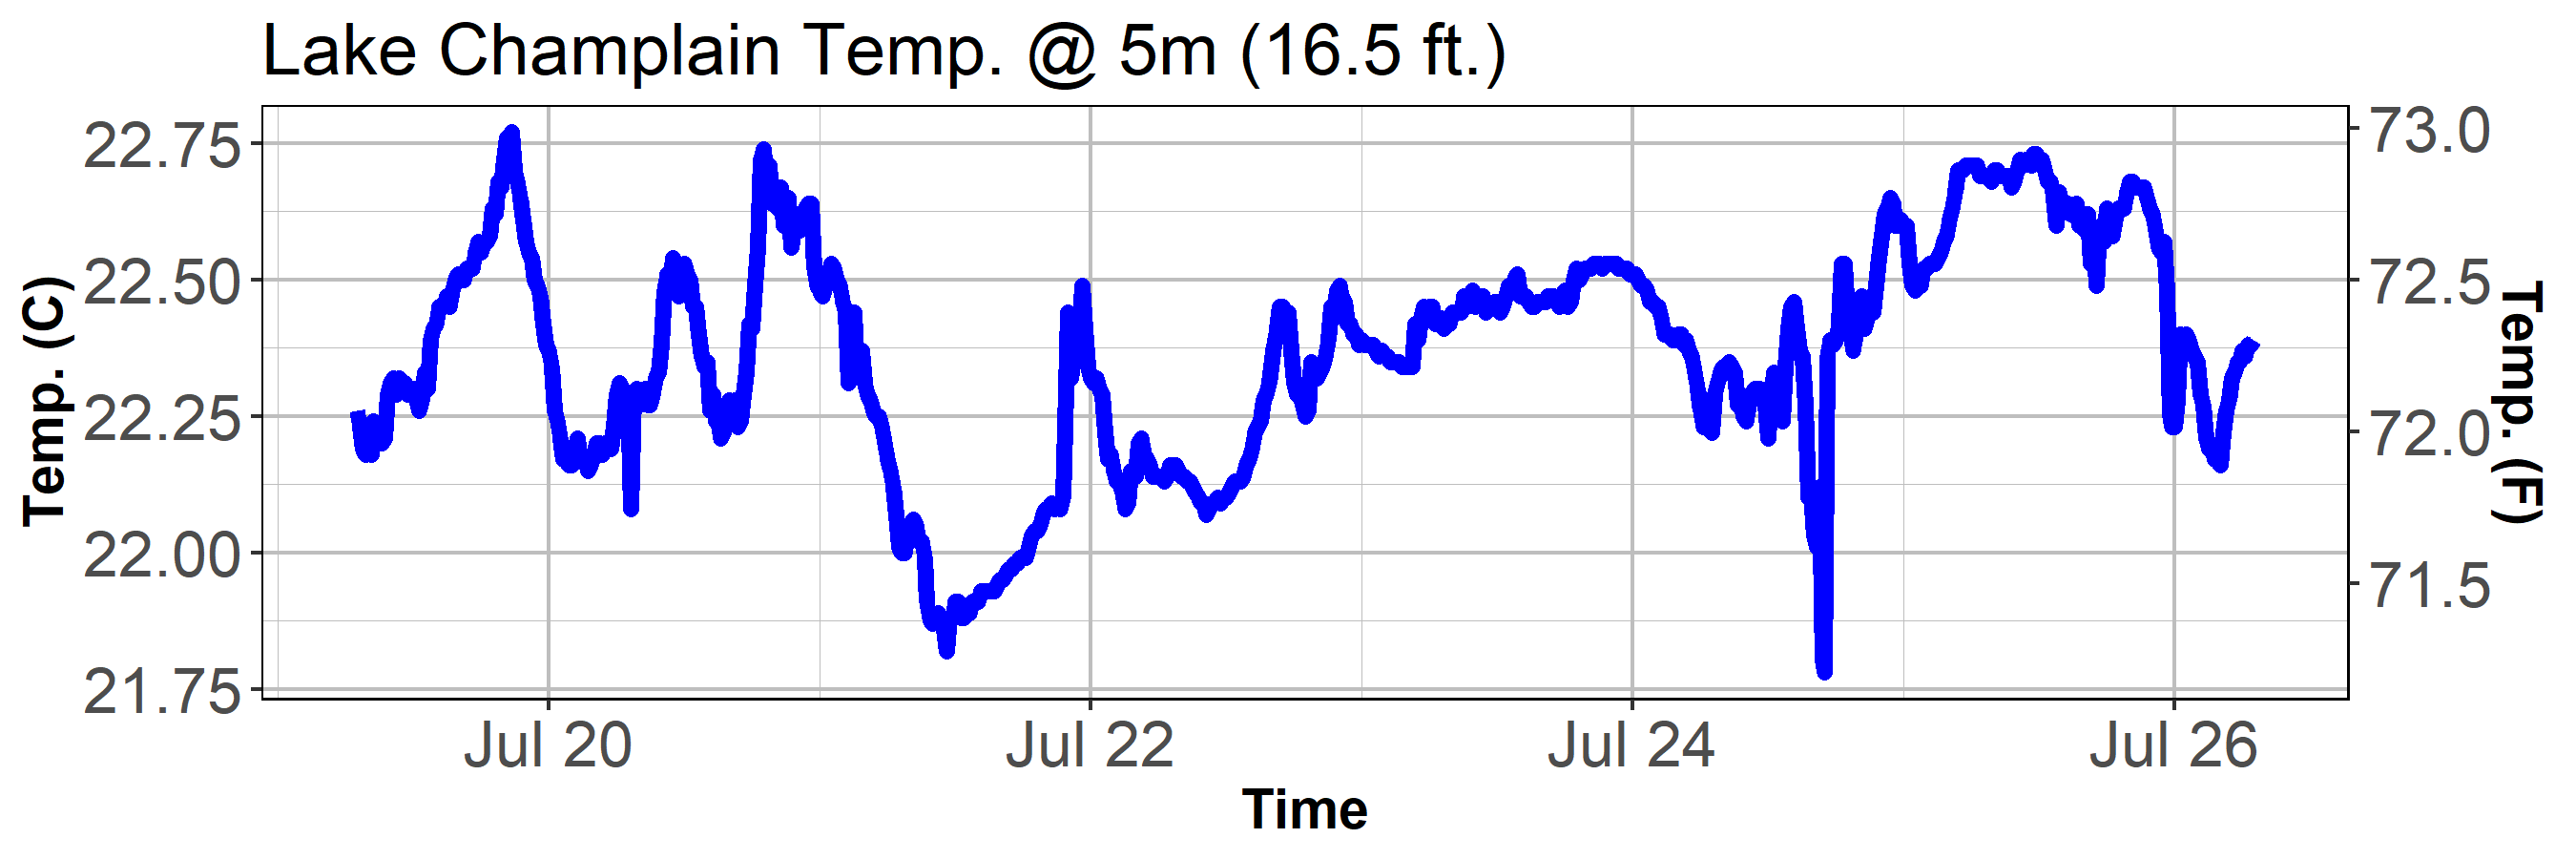 Lake Champlain Temp. @ 5m (16.5 ft.)
Temp. (C)
22.75
22.50
22.25
22.00
21.75
73.0
72.5
72.0
71.5
Temp. (F)
Jul 20 Jul 22 Jul 24 Jul 26
Time